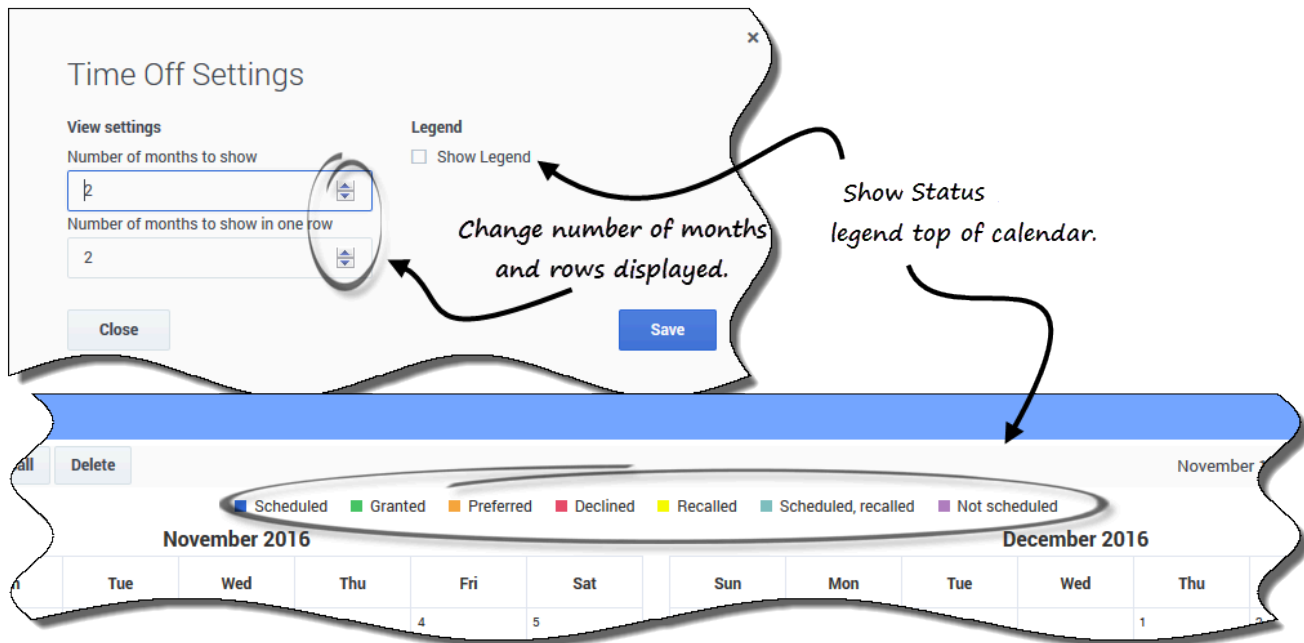 ×
Time Off Settings
View settings
Legend
Number of months to show
Show Legend
2
Number of months to show in one row
2
Change number of months
and rows displayed.
Show Status
legend top of calendar.
Close
Save
Delete
November
Scheduled Granted Preferred Declined Recalled Scheduled, recalled Not scheduled
November 2016
December 2016
Tue Wed Thu Fri Sat Sun Mon Tue Wed Thu
4 5 1